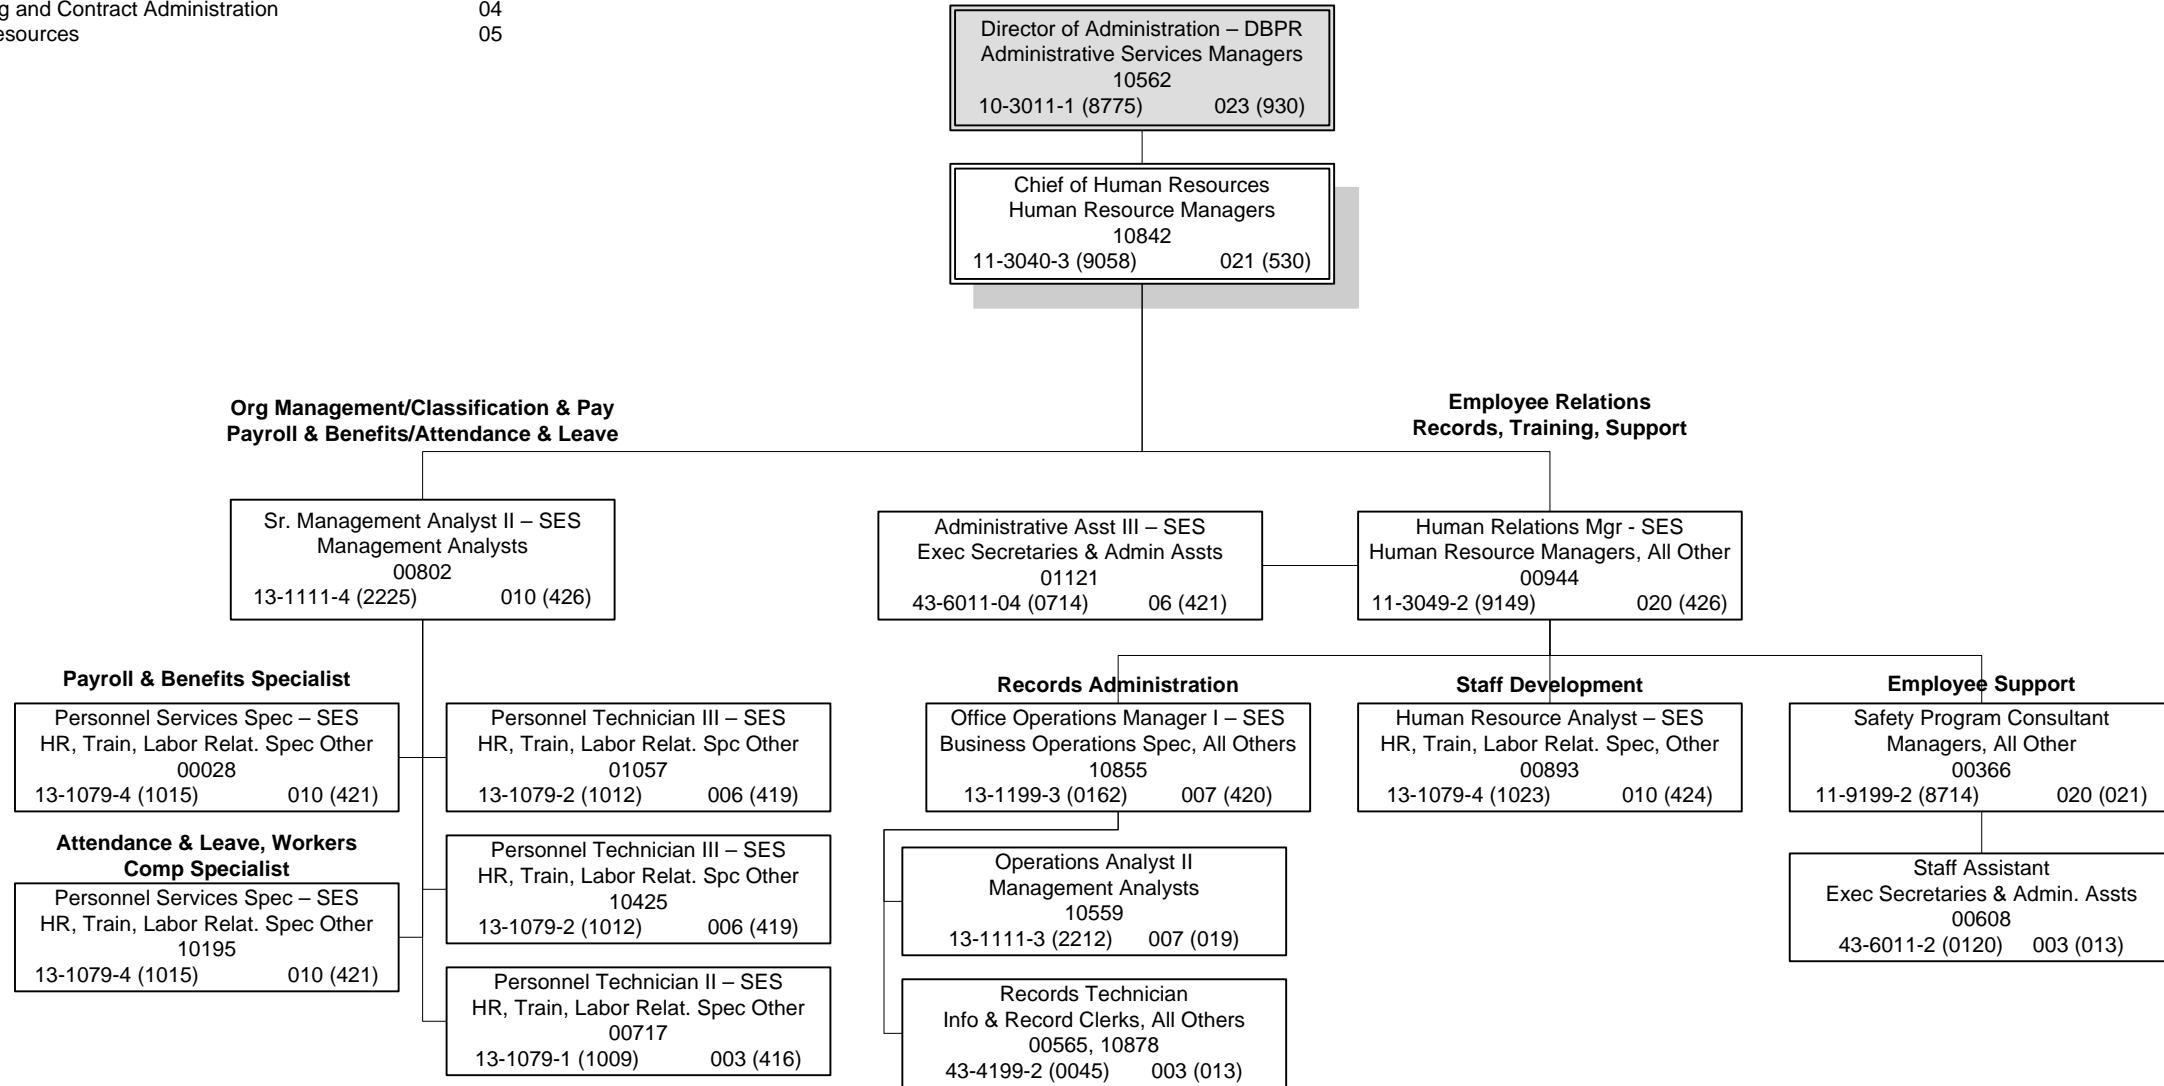 and Contract Administration 04
05
Director of Administration – DBPR
Administrative Services Managers
10562
10-3011-1 (8775) 023 (930)
Chief of Human Resources
Human Resource Managers
10842
11-3040-3 (9058) 021 (530)
Org Management/Classification & Pay
Payroll & Benefits/Attendance & Leave
Employee Relations
Records, Training, Support
Sr. Management Analyst II – SES
Management Analysts
00802
13-1111-4 (2225) 010 (426)
Administrative Asst III – SES
Exec Secretaries & Admin Assts
01121
43-6011-04 (0714) 06 (421)
Human Relations Mgr - SES
Human Resource Managers, All Other
00944
11-3049-2 (9149) 020 (426)
Payroll & Benefits Specialist
Personnel Services Spec – SES
HR, Train, Labor Relat. Spec Other
00028
13-1079-4 (1015) 010 (421)
Attendance & Leave, Workers
Comp Specialist
Personnel Services Spec – SES
HR, Train, Labor Relat. Spec Other
10195
13-1079-4 (1015) 010 (421)
Personnel Technician III – SES
HR, Train, Labor Relat. Spc Other
01057
13-1079-2 (1012) 006 (419)
Personnel Technician III – SES
HR, Train, Labor Relat. Spc Other
10425
13-1079-2 (1012) 006 (419)
Personnel Technician II – SES
HR, Train, Labor Relat. Spec Other
00717
13-1079-1 (1009) 003 (416)
Records Administration
Office Operations Manager I – SES
Business Operations Spec, All Others
10855
13-1199-3 (0162) 007 (420)
Operations Analyst II
Management Analysts
10559
13-1111-3 (2212) 007 (019)
Records Technician
Info & Record Clerks, All Others
00565, 10878
43-4199-2 (0045) 003 (013)
Staff Development
Human Resource Analyst – SES
HR, Train, Labor Relat. Spec, Other
00893
13-1079-4 (1023) 010 (424)
Employee Support
Safety Program Consultant
Managers, All Other
00366
11-9199-2 (8714) 020 (021)
Staff Assistant
Exec Secretaries & Admin. Assts
00608
43-6011-2 (0120) 003 (013)